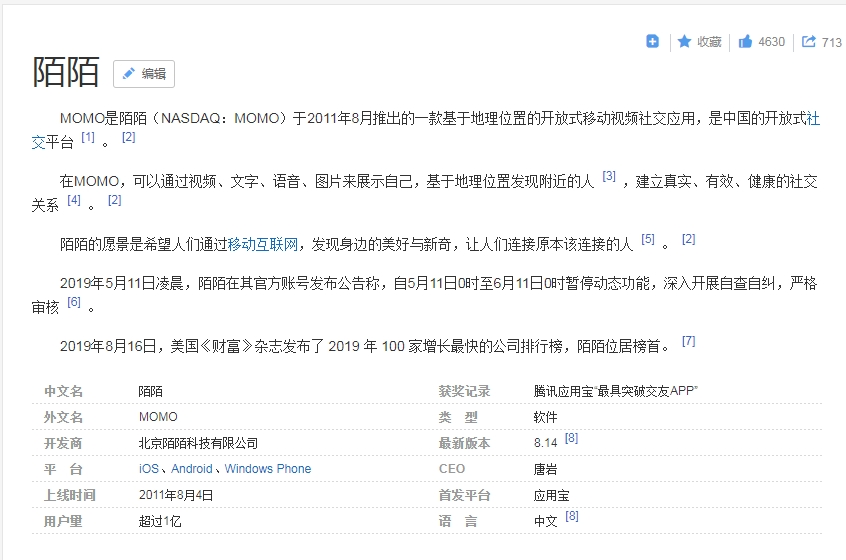 收藏 4630 713
陌陌 编辑
MOMO是陌陌（NASDAQ：MOMO）于2011年8月推出的一款基于地理位置的开放式移动视频社交应用，是中国的开放式社
交平台 [1] 。 [2]
在MOMO，可以通过视频、文字、语音、图片来展示自己，基于地理位置发现附近的人 [3] ，建立真实、有效、健康的社交
关系 [4] 。 [2]
陌陌的愿景是希望人们通过移动互联网，发现身边的美好与新奇，让人们连接原本该连接的人 [5] 。 [2]
2019年5月11日凌晨，陌陌在其官方账号发布公告称，自5月11日0时至6月11日0时暂停动态功能，深入开展自查自纠，严格
审核 [6] 。
2019年8月16日，美国《财富》杂志发布了 2019 年 100 家增长最快的公司排行榜，陌陌位居榜首。 [7]
中文名 陌陌 获奖记录 腾讯应用宝“最具突破交友APP”
外文名 MOMO 类 型 软件
开发商 北京陌陌科技有限公司 最新版本 8.14 [8]
平 台 iOS、Android、Windows Phone CEO 唐岩
上线时间 2011年8月4日 首发平台 应用宝
用户量 超过1亿 语 言 中文 [8]